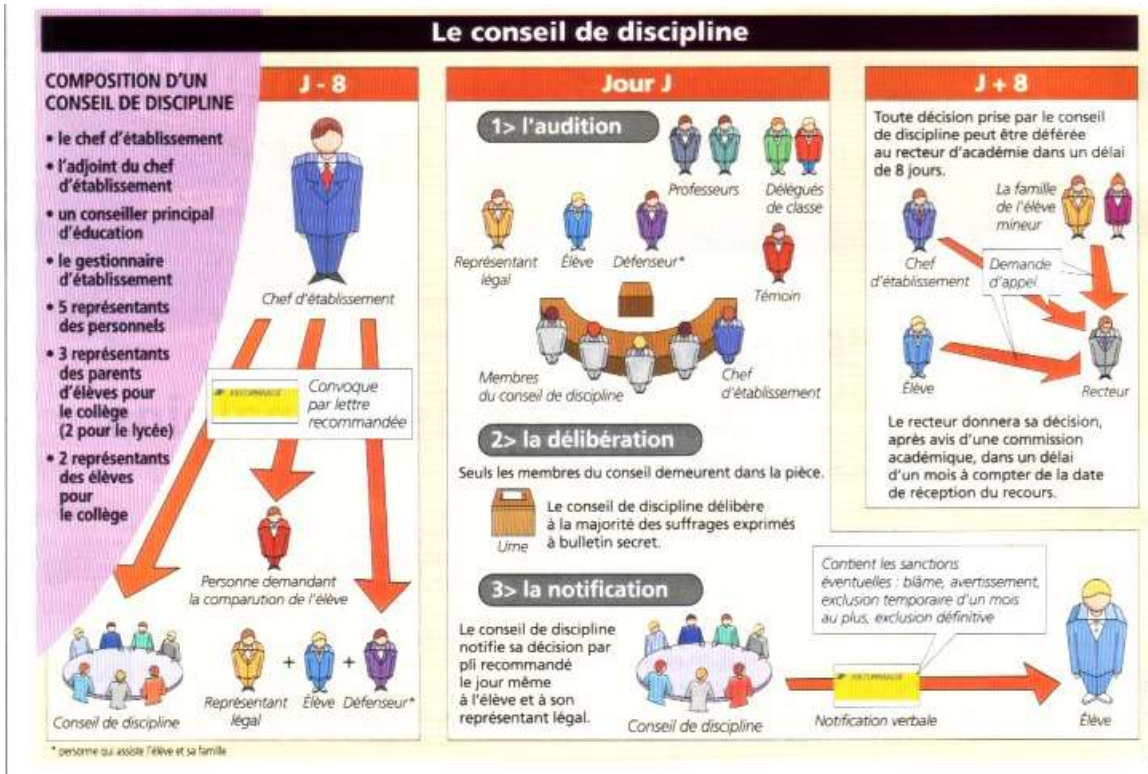 Le conseil de discipline
COMPOSITION D'UN
CONSEIL DE DISCIPLINE
• le chef d'établissement
• l'adjoint du chef
d'établissement
• un conseiller principal
d'éducation
• le gestionnaire
d'établissement
• 5 représentants
des personnels
• 3 représentants
des parents
d'élèves pour
le collège
(2 pour le lycée)
• 2 représentants
des élèves
pour
le collège
J - 8
Chef d'établissement
RECOMMANDÉ
Convoque
par lettre
recommandée
Personne demandant
la comparution de l'élève
Conseil de discipline
Représentant
légal
+
Élève
+
Défenseur*
* personne qui assiste l'élève et sa famille
Jour J
1> l'audition
Professeurs
Délégués
de classe
Représentant
légal
Élève
Défenseur*
Témoin
Membres
du conseil de discipline
Chef
d'établissement
2> la délibération
Seuls les membres du conseil demeurent dans la pièce.
Urne
Le conseil de discipline délibère
à la majorité des suffrages exprimés
à bulletin secret.
3> la notification
Le conseil de discipline
notifie sa décision par
pli recommandé
le jour même
à l'élève et à son
représentant légal.
Conseil de discipline
Contient les sanctions
éventuelles : blâme, avertissement,
exclusion temporaire d'un mois
au plus, exclusion définitive
RECOMMANDÉ
Notification verbale
Élève
J + 8
Toute décision prise par le conseil
de discipline peut être déférée
au recteur d'académie dans un délai
de 8 jours.
La famille
de l'élève
mineur
Chef
d'établissement
Demande
d'appel
Élève
Recteur
Le recteur donnera sa décision,
après avis d'une commission
académique, dans un délai
d'un mois à compter de la date
de réception du recours.